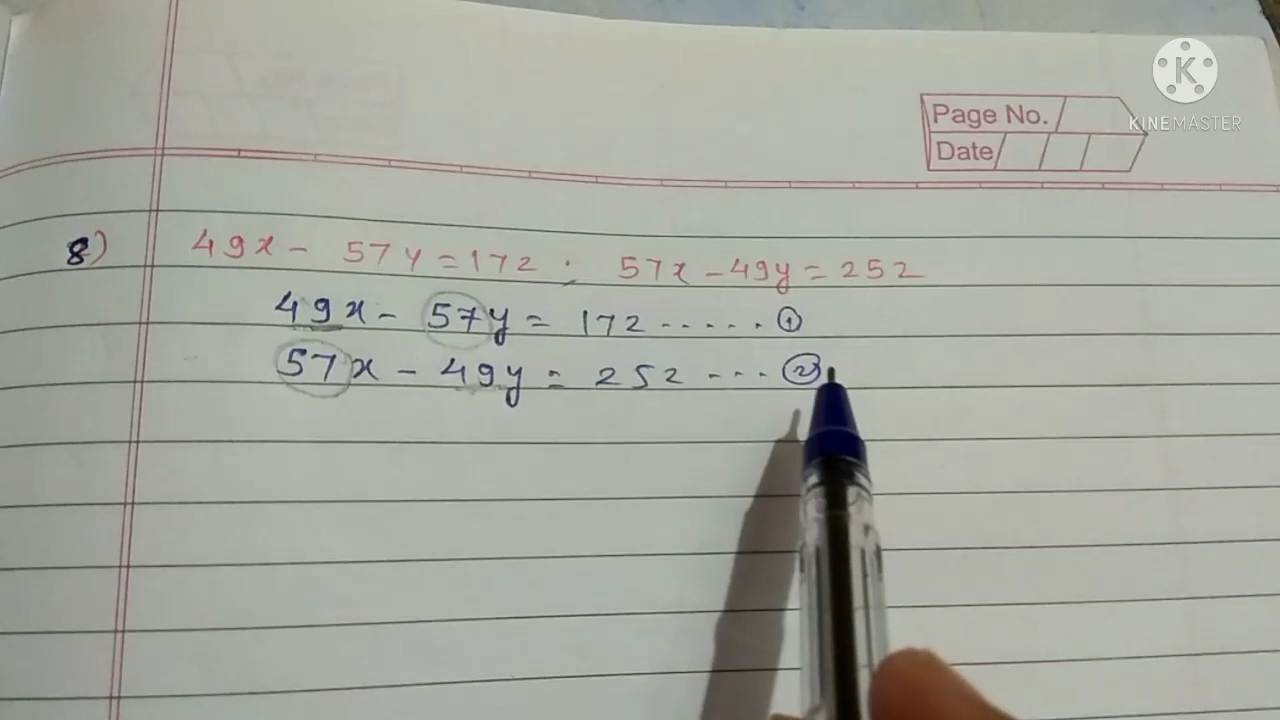 K
KINEMASTER
Page No.
Date
8) 49x - 57y = 172 ; 57x - 49y = 252
49x - 57y = 172 ..... ①
57x - 49y = 252 ... ②